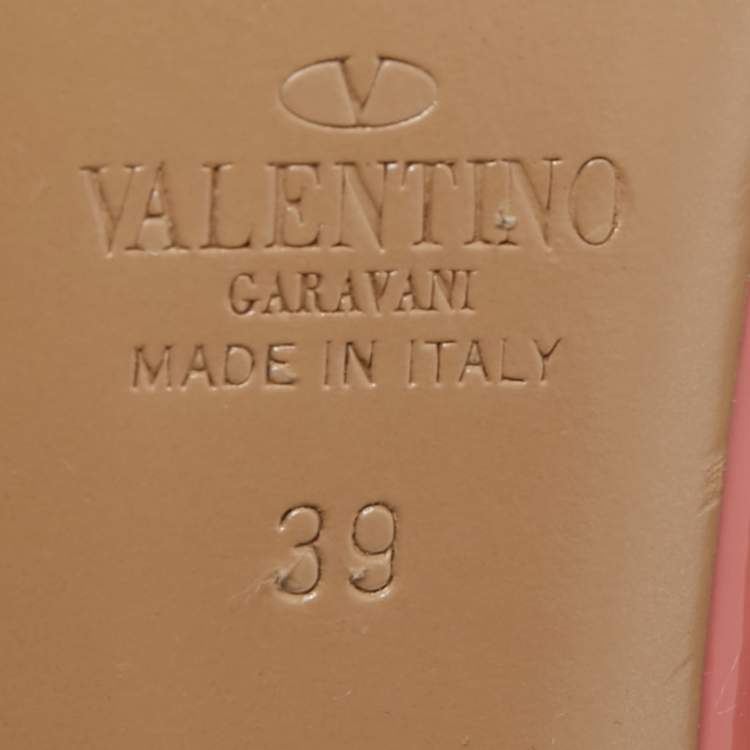 V
VALENTINO
GARAVANI
MADE IN ITALY
39